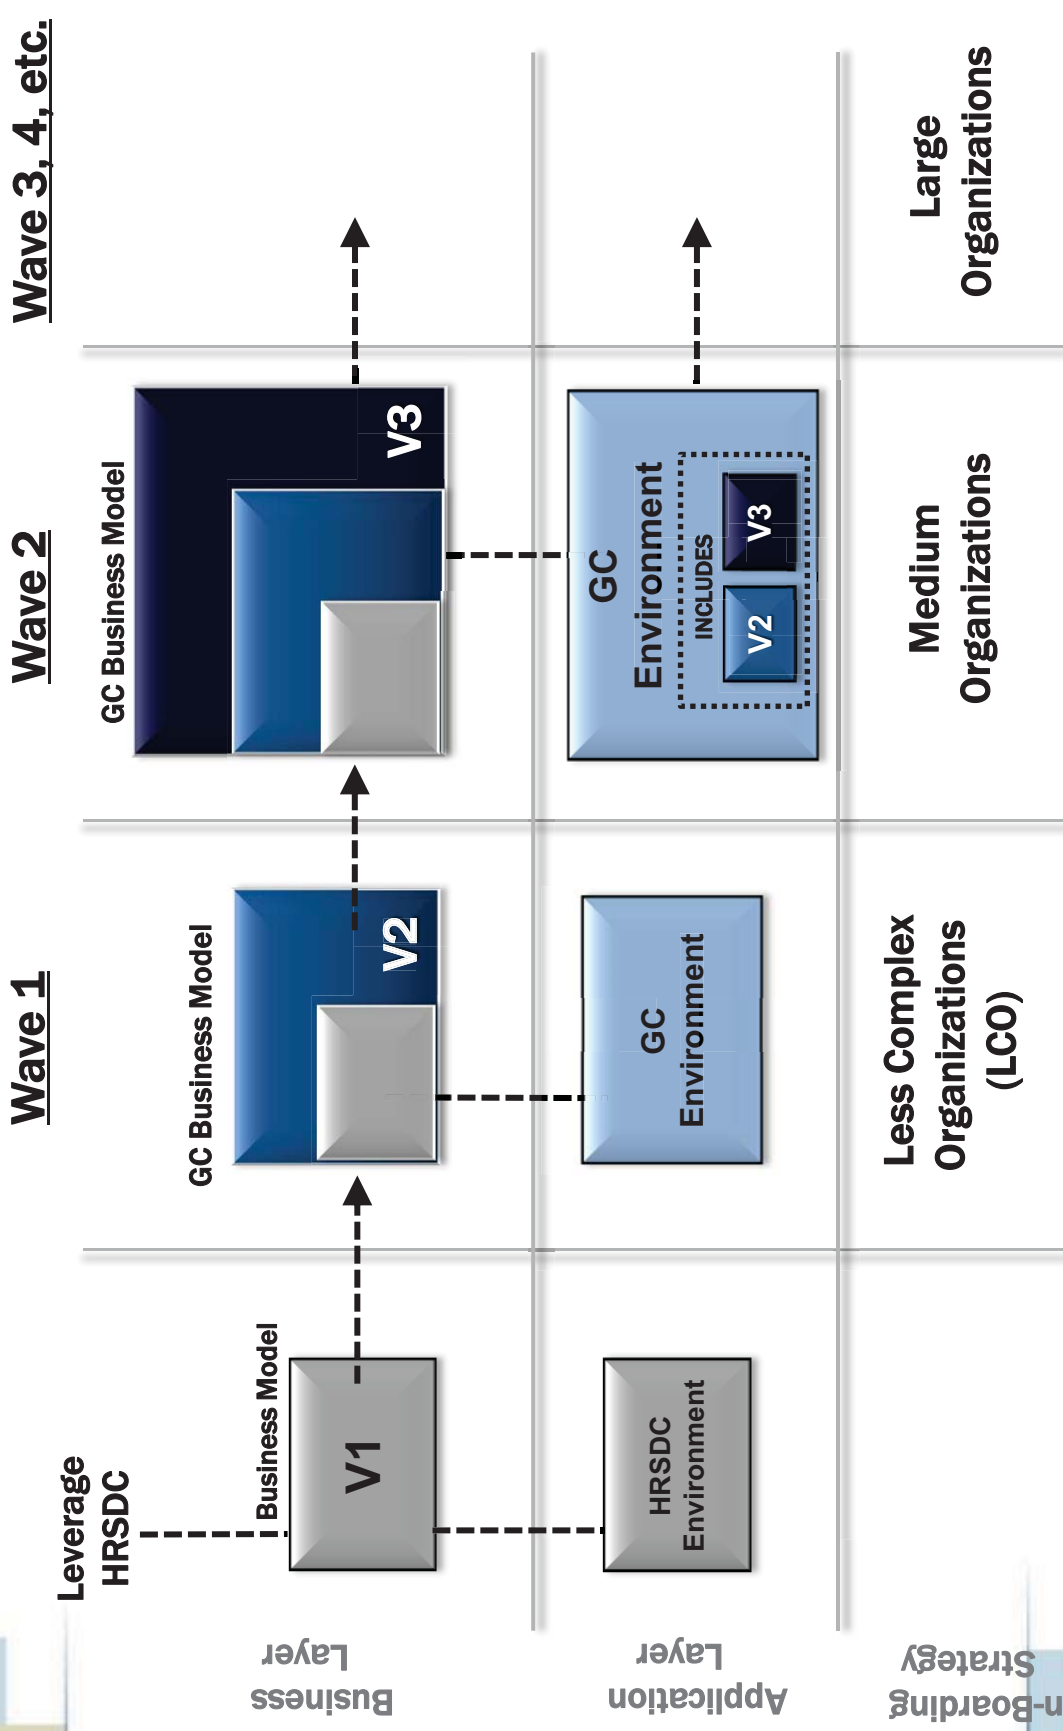 Leverage
HRSDC
Wave 1
Wave 2
Wave 3, 4, etc.
Business
Layer
Business Model
V1
GC Business Model
V2
GC Business Model
V3
Application
Layer
HRSDC
Environment
GC
Environment
GC
Environment
INCLUDES
V2
V3
n-Boarding
Strategy
Less Complex
Organizations
(LCO)
Medium
Organizations
Large
Organizations